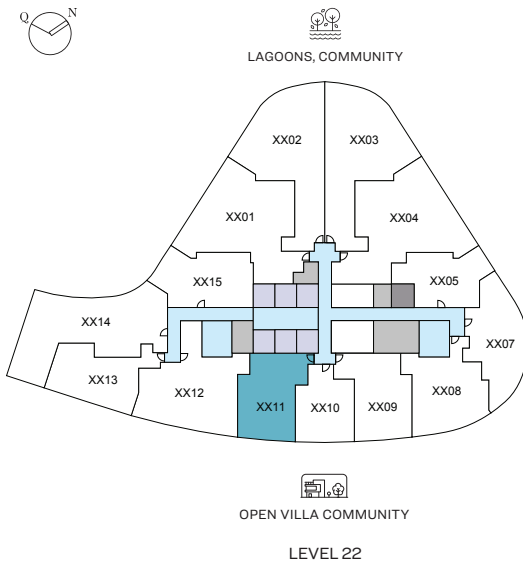 Q N
LAGOONS, COMMUNITY
XX02 XX03
XX01 XX04
XX15 XX05
XX14 XX07
XX13 XX12 XX11 XX10 XX09 XX08
OPEN VILLA COMMUNITY
LEVEL 22